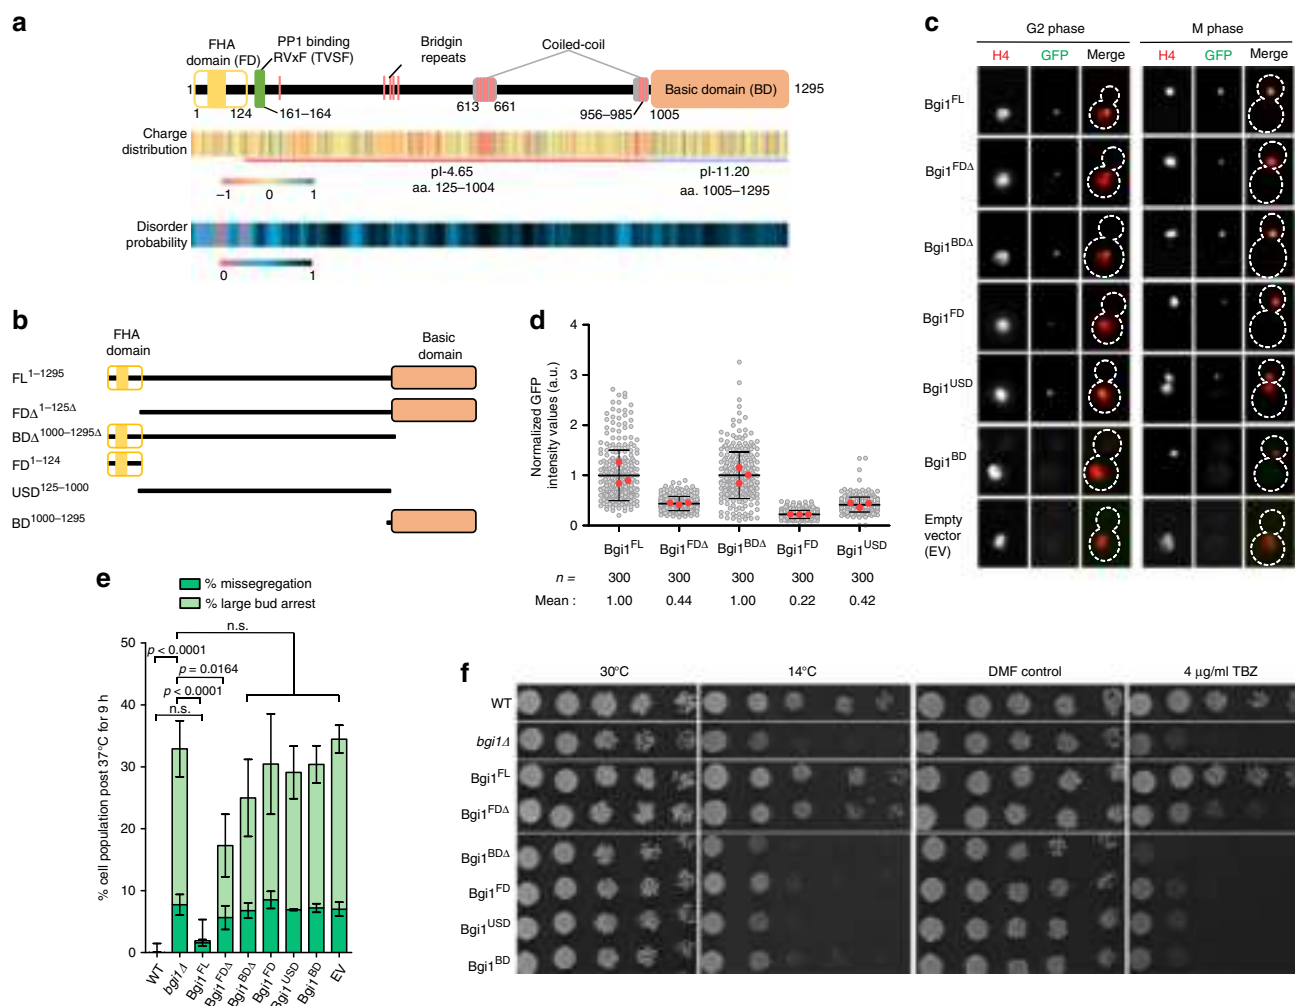 a
FHA
domain (FD)
PP1 binding
RVxF (TVSF)
Bridgin
repeats
Coiled-coil
1
Basic domain (BD)
1295
1
124
161–164
613
661
956–985
1005
Charge
distribution
pI-4.65
aa. 125–1004
pI-11.20
aa. 1005–1295
–1
0
1
Disorder
probability
0
1
b
FHA
domain
Basic
domain
FL1–1295
FDΔ1–125Δ
BDΔ1000–1295Δ
FD1–124
USD125–1000
BD1000–1295
c
G2 phase
M phase
H4 GFP Merge H4 GFP Merge
Bgi1FL
Bgi1FDΔ
Bgi1BDΔ
Bgi1FD
Bgi1USD
Bgi1BD
Empty
vector
(EV)
d
Normalized GFP
intensity values (a.u.)
4
3
2
1
0
Bgi1FL Bgi1FDΔ Bgi1BDΔ Bgi1FD Bgi1USD
n = 300 300 300 300 300
Mean : 1.00 0.44 1.00 0.22 0.42
e
% missegregation
% large bud arrest
% cell population post 37°C for 9 h
50
40
30
20
10
0
n.s.
p < 0.0001
p = 0.0164
p < 0.0001
n.s.
WT
bgi1Δ
Bgi1FL
Bgi1FDΔ
Bgi1BDΔ
Bgi1FD
Bgi1USD
Bgi1BD
EV
f
30°C 14°C DMF control 4 μg/ml TBZ
WT
bgi1Δ
Bgi1FL
Bgi1FDΔ
Bgi1BDΔ
Bgi1FD
Bgi1USD
Bgi1BD